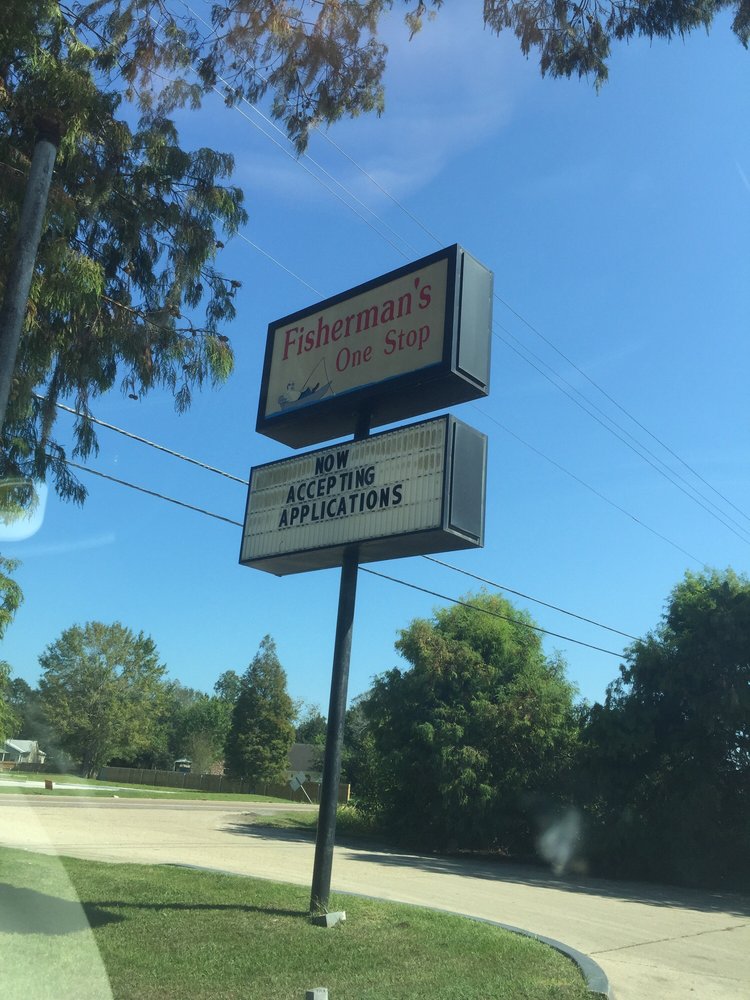 Fisherman's
One Stop
NOW
ACCEPTING
APPLICATIONS